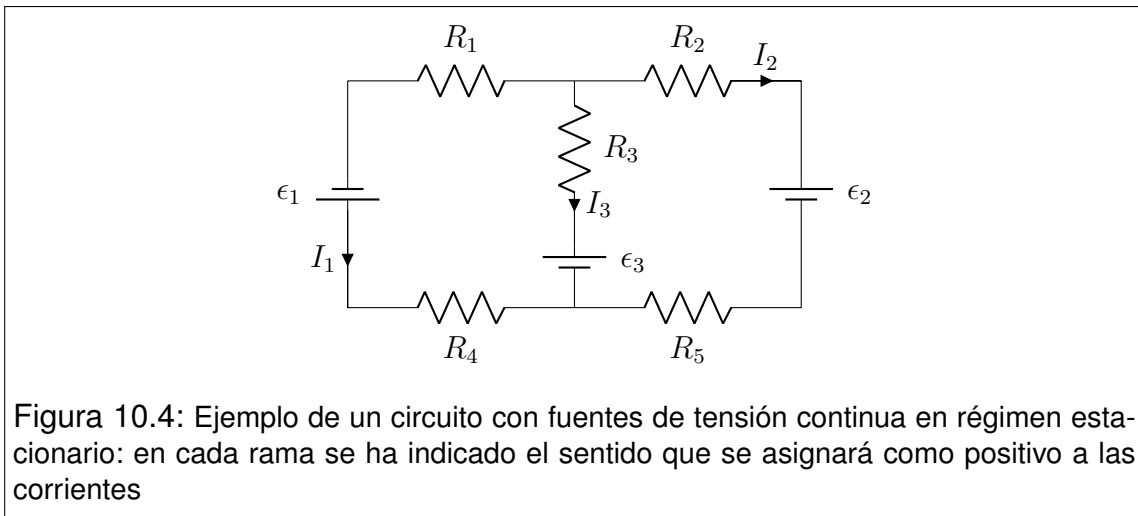 R₁
R₂
I₂
R₃
ϵ₁
I₃
ϵ₂
I₁
ϵ₃
R₄
R₅
Figura 10.4: Ejemplo de un circuito con fuentes de tensión continua en régimen esta-
cionario: en cada rama se ha indicado el sentido que se asignará como positivo a las
corrientes